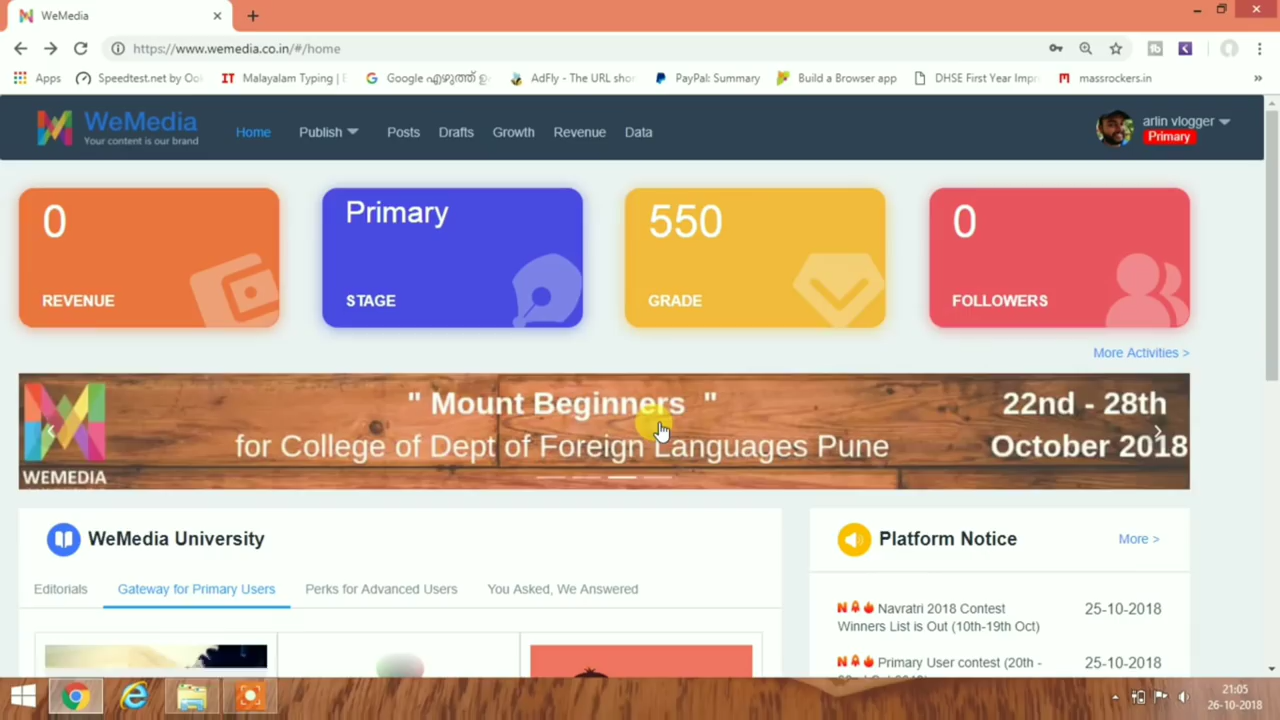 WeMedia
https://www.wemedia.co.in/#/home
Apps
Speedtest.net by Ook
Malayalam Typing | E
Google എഴുത്ത് ഉ
AdFly - The URL shor
PayPal: Summary
Build a Browser app
DHSE First Year Impr
massrockers.in
WeMedia
Your content is our brand
Home
Publish
Posts
Drafts
Growth
Revenue
Data
arlin vlogger
Primary
0
REVENUE
Primary
STAGE
550
GRADE
0
FOLLOWERS
More Activities >
WEMEDIA
" Mount Beginners "
for College of Dept of Foreign Languages Pune
22nd - 28th
October 2018
WeMedia University
Editorials
Gateway for Primary Users
Perks for Advanced Users
You Asked, We Answered
Platform Notice
More >
Navratri 2018 Contest
Winners List is Out (10th-19th Oct)
25-10-2018
Primary User contest (20th -
25-10-2018
21:05
26-10-2018